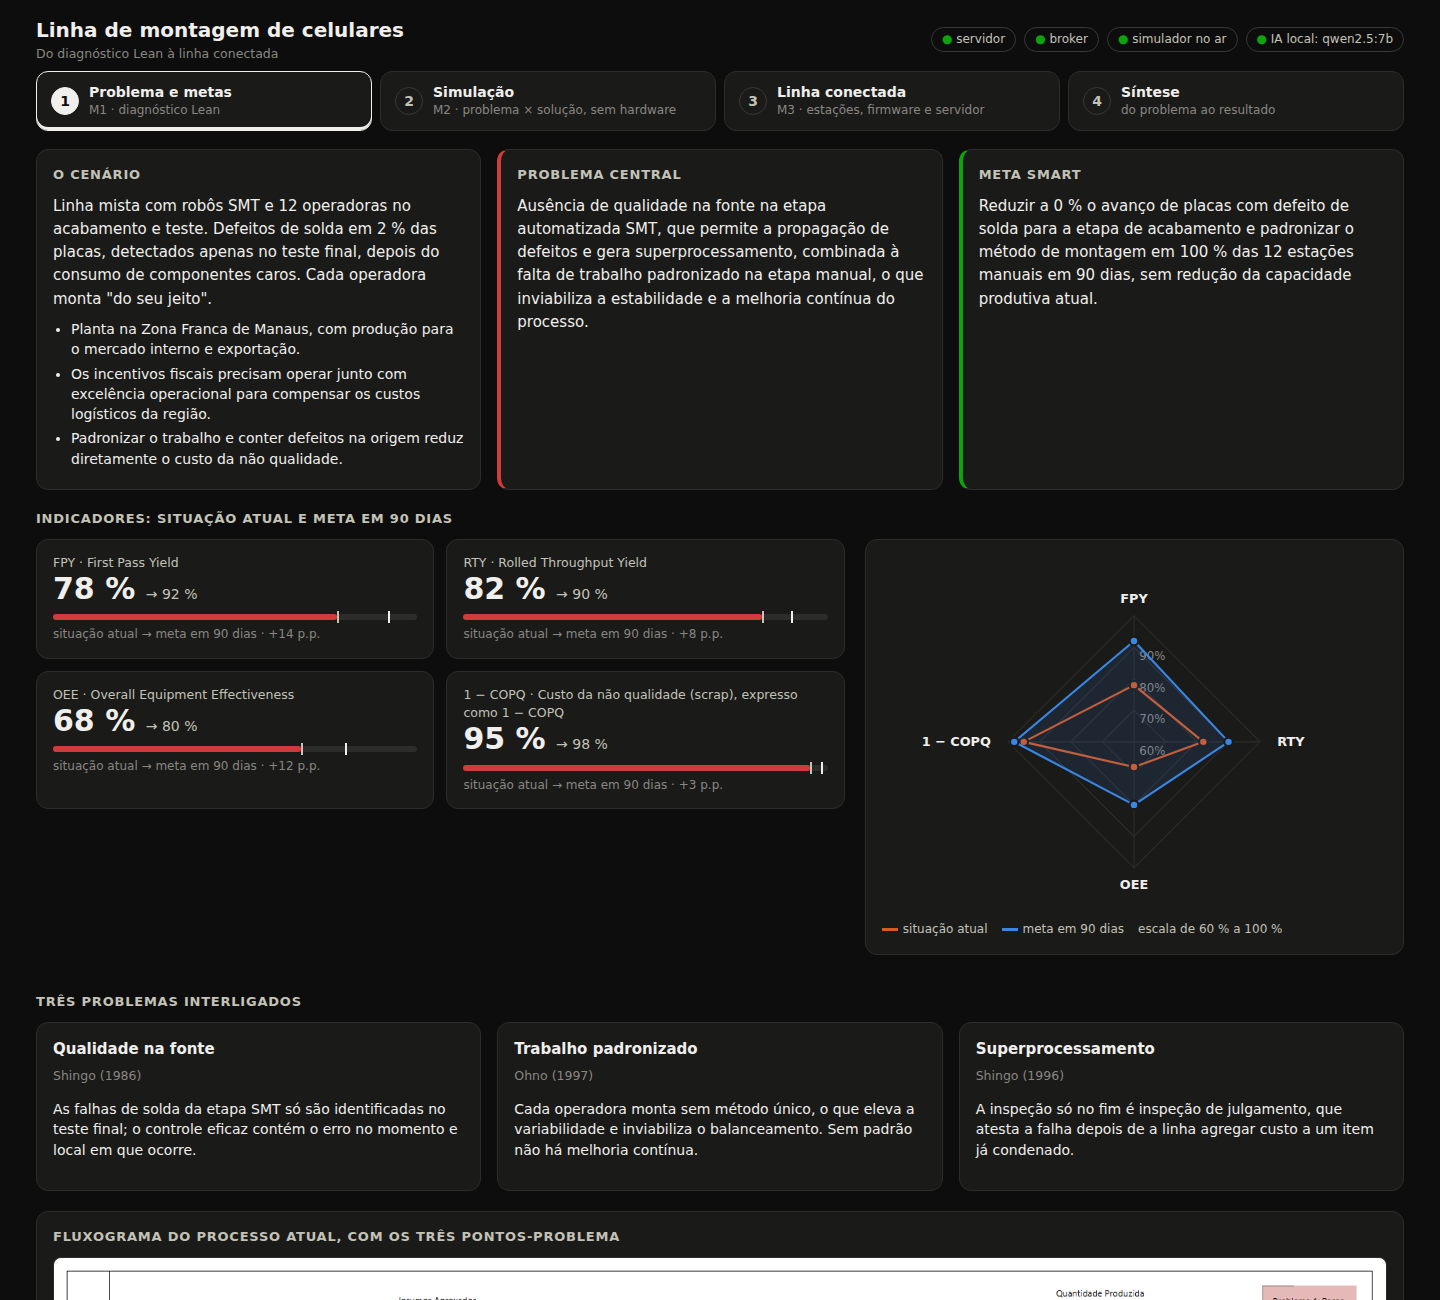 Linha de montagem de celulares
Do diagnóstico Lean à linha conectada
servidor
broker
simulador no ar
IA local: qwen2.5:7b
1
Problema e metas
M1 · diagnóstico Lean
2
Simulação
M2 · problema × solução, sem hardware
3
Linha conectada
M3 · estações, firmware e servidor
4
Síntese
do problema ao resultado
O CENÁRIO
Linha mista com robôs SMT e 12 operadoras no
acabamento e teste. Defeitos de solda em 2 % das
placas, detectados apenas no teste final, depois do
consumo de componentes caros. Cada operadora
monta "do seu jeito".
• Planta na Zona Franca de Manaus, com produção para
o mercado interno e exportação.
• Os incentivos fiscais precisam operar junto com
excelência operacional para compensar os custos
logísticos da região.
• Padronizar o trabalho e conter defeitos na origem reduz
diretamente o custo da não qualidade.
PROBLEMA CENTRAL
Ausência de qualidade na fonte na etapa
automatizada SMT, que permite a propagação de
defeitos e gera superprocessamento, combinada à
falta de trabalho padronizado na etapa manual, o que
inviabiliza a estabilidade e a melhoria contínua do
processo.
META SMART
Reduzir a 0 % o avanço de placas com defeito de
solda para a etapa de acabamento e padronizar o
método de montagem em 100 % das 12 estações
manuais em 90 dias, sem redução da capacidade
produtiva atual.
INDICADORES: SITUAÇÃO ATUAL E META EM 90 DIAS
FPY · First Pass Yield
78 % → 92 %
situação atual → meta em 90 dias · +14 p.p.
RTY · Rolled Throughput Yield
82 % → 90 %
situação atual → meta em 90 dias · +8 p.p.
OEE · Overall Equipment Effectiveness
68 % → 80 %
situação atual → meta em 90 dias · +12 p.p.
1 − COPQ · Custo da não qualidade (scrap), expresso
como 1 − COPQ
95 % → 98 %
situação atual → meta em 90 dias · +3 p.p.
FPY
90%
80%
70%
60%
1 − COPQ
RTY
OEE
situação atual
meta em 90 dias
escala de 60 % a 100 %
TRÊS PROBLEMAS INTERLIGADOS
Qualidade na fonte
Shingo (1986)
As falhas de solda da etapa SMT só são identificadas no
teste final; o controle eficaz contém o erro no momento e
local em que ocorre.
Trabalho padronizado
Ohno (1997)
Cada operadora monta sem método único, o que eleva a
variabilidade e inviabiliza o balanceamento. Sem padrão
não há melhoria contínua.
Superprocessamento
Shingo (1996)
A inspeção só no fim é inspeção de julgamento, que
atesta a falha depois de a linha agregar custo a um item
já condenado.
FLUXOGRAMA DO PROCESSO ATUAL, COM OS TRÊS PONTOS-PROBLEMA
Quantidade Produzida